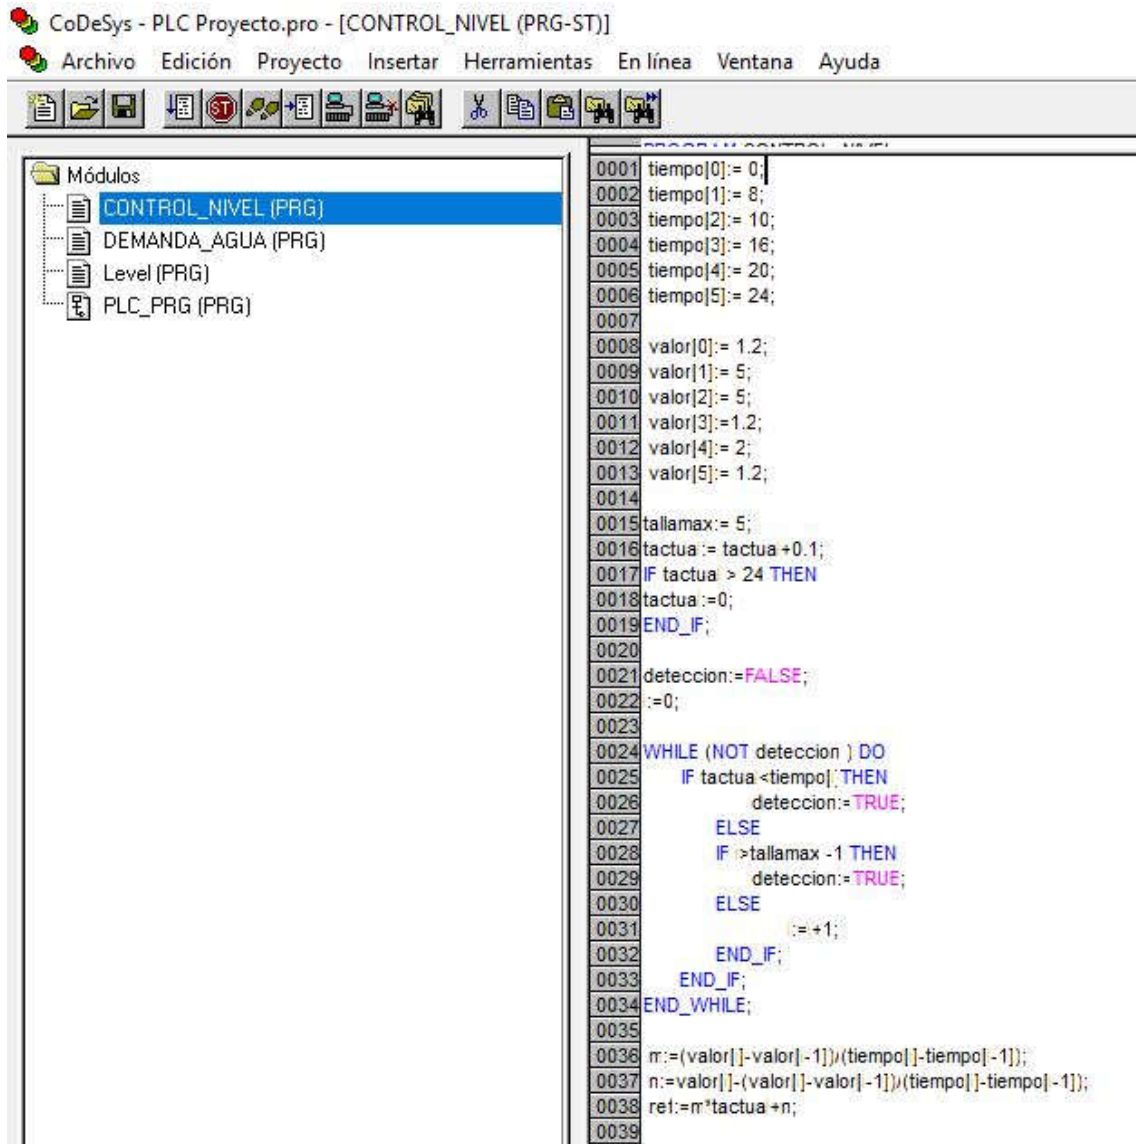 CoDeSys - PLC Proyecto.pro - [CONTROL_NIVEL (PRG-ST)]
Archivo Edición Proyecto Insertar Herramientas En línea Ventana Ayuda
Módulos
CONTROL_NIVEL (PRG)
DEMANDA_AGUA (PRG)
Level (PRG)
PLC_PRG (PRG)
0001 tiempo[0]:= 0;
0002 tiempo[1]:= 8;
0003 tiempo[2]:= 10;
0004 tiempo[3]:= 16;
0005 tiempo[4]:= 20;
0006 tiempo[5]:= 24;
0007
0008 valor[0]:= 1.2;
0009 valor[1]:= 5;
0010 valor[2]:= 5;
0011 valor[3]:=1.2;
0012 valor[4]:= 2;
0013 valor[5]:= 1.2;
0014
0015 tallamax:= 5;
0016 tactua := tactua +0.1;
0017 IF tactua > 24 THEN
0018 tactua :=0;
0019 END_IF;
0020
0021 deteccion:=FALSE;
0022 :=0;
0023
0024 WHILE (NOT deteccion ) DO
0025 IF tactua <tiempo[ ] THEN
0026 deteccion:=TRUE;
0027 ELSE
0028 IF >tallamax -1 THEN
0029 deteccion:=TRUE;
0030 ELSE
0031 := +1;
0032 END_IF;
0033 END_IF;
0034 END_WHILE;
0035
0036 m:=(valor[ ]-valor[ -1])/(tiempo[ ]-tiempo[ -1]);
0037 n:=valor[ ]-(valor[ ]-valor[ -1])/(tiempo[ ]-tiempo[ -1]);
0038 ref:=m*tactua +n;
0039